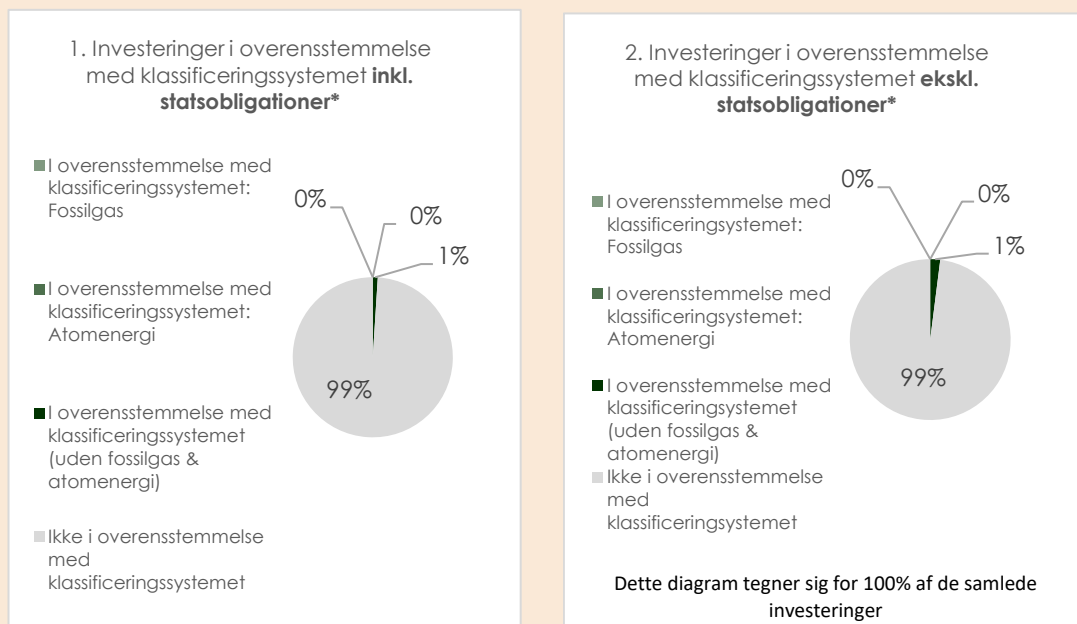 1. Investeringer i overensstemmelse
med klassificeringssystemet inkl.
statsobligationer*
I overensstemmelse med
klassificeringssystemet:
Fossilgas
I overensstemmelse med
klassificeringssystemet:
Atomenergi
I overensstemmelse med
klassificeringssystemet
(uden fossilgas &
atomenergi)
Ikke i overensstemmelse
med
klassificeringssystemet
0%
0%
1%
99%
2. Investeringer i overensstemmelse
med klassificeringssystemet ekskl.
statsobligationer*
I overensstemmelse med
klassificeringssystemet:
Fossilgas
I overensstemmelse med
klassificeringssystemet:
Atomenergi
I overensstemmelse med
klassificeringssystemet
(uden fossilgas &
atomenergi)
Ikke i overensstemmelse
med
klassificeringsystemet
0%
0%
1%
99%
Dette diagram tegner sig for 100% af de samlede
investeringer